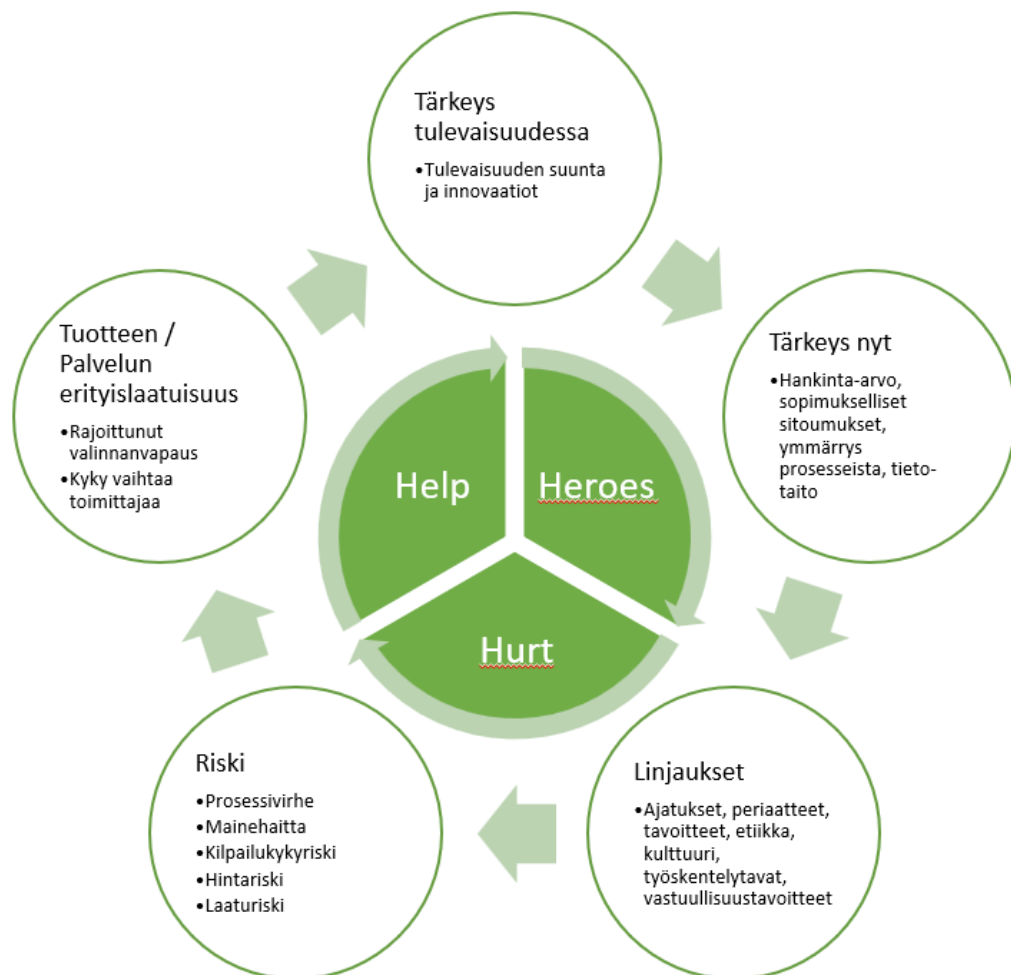 Tärkeys
tulevaisuudessa
•Tulevaisuuden suunta
ja innovaatiot
Tärkeys nyt
•Hankinta-arvo,
sopimukselliset
sitoumukset,
ymmärrys
prosesseista, tieto-
taito
Linjaukset
•Ajatukset, periaatteet,
tavoitteet, etiikka,
kulttuuri,
työskentelytavat,
vastuullisuustavoitteet
Riski
•Prosessivirhe
•Mainehaitta
•Kilpailukykyriski
•Hintariski
•Laaturiski
Tuotteen /
Palvelun
erityislaatuisuus
•Rajoittunut
valinnanvapaus
•Kyky vaihtaa
toimittajaa
Help
Heroes
Hurt